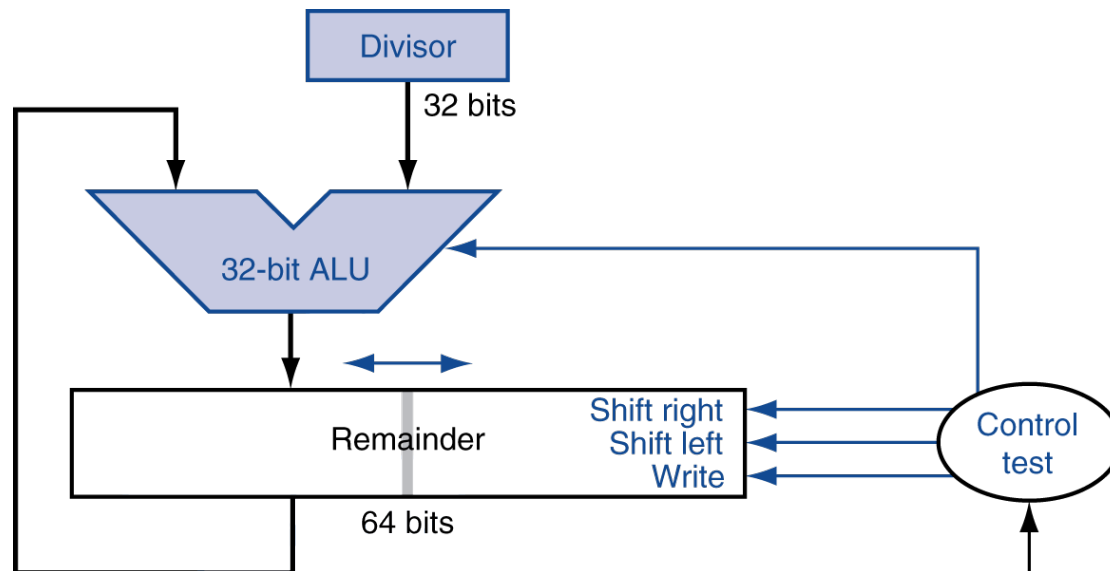 Divisor
32 bits
32-bit ALU
Shift right
Remainder
Shift left
Write
Control
test
64 bits